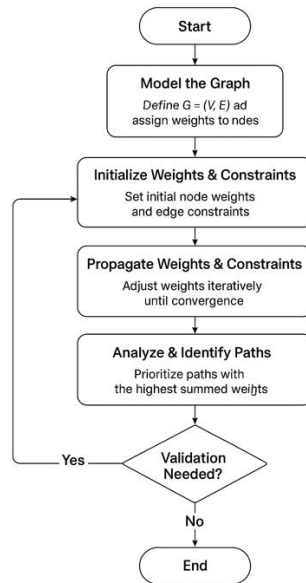 Start
Model the Graph
Define G = (V, E) ad
assign weights to ndes
Initialize Weights & Constraints
Set initial node weights
and edge constraints
Propagate Weights & Constraints
Adjust weights iteratively
until convergence
Analyze & Identify Paths
Prioritize paths with
the highest summed weiḥts
Validation
Needed?
Yes
No
End